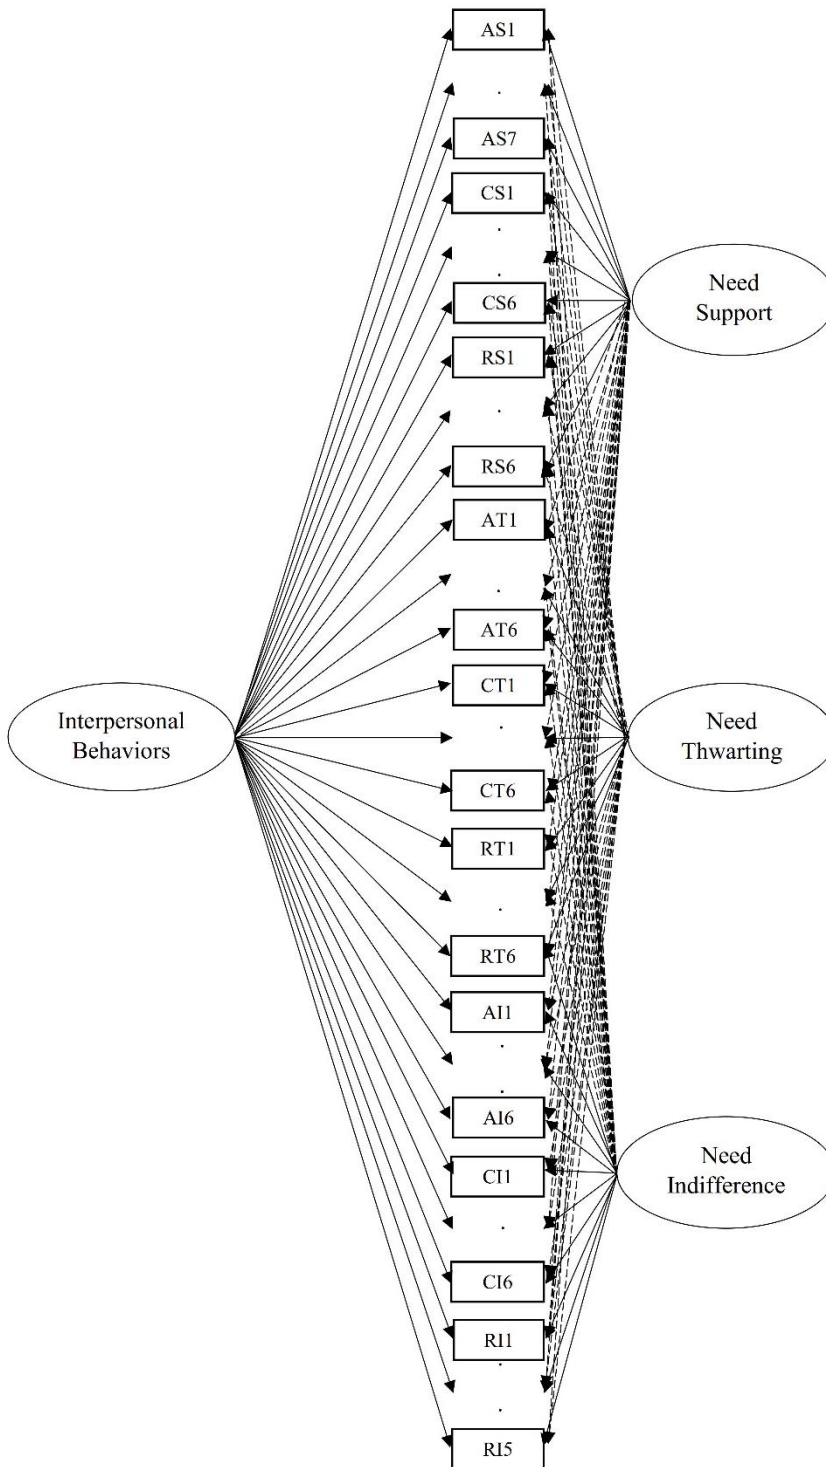 AS1
.
AS7
CS1
.
.
CS6
RS1
.
RS6
AT1
.
AT6
CT1
.
CT6
RT1
.
RT6
AI1
.
.
AI6
CI1
.
CI6
RI1
.
.
RI5
Interpersonal
Behaviors
Need
Support
Need
Thwarting
Need
Indifference